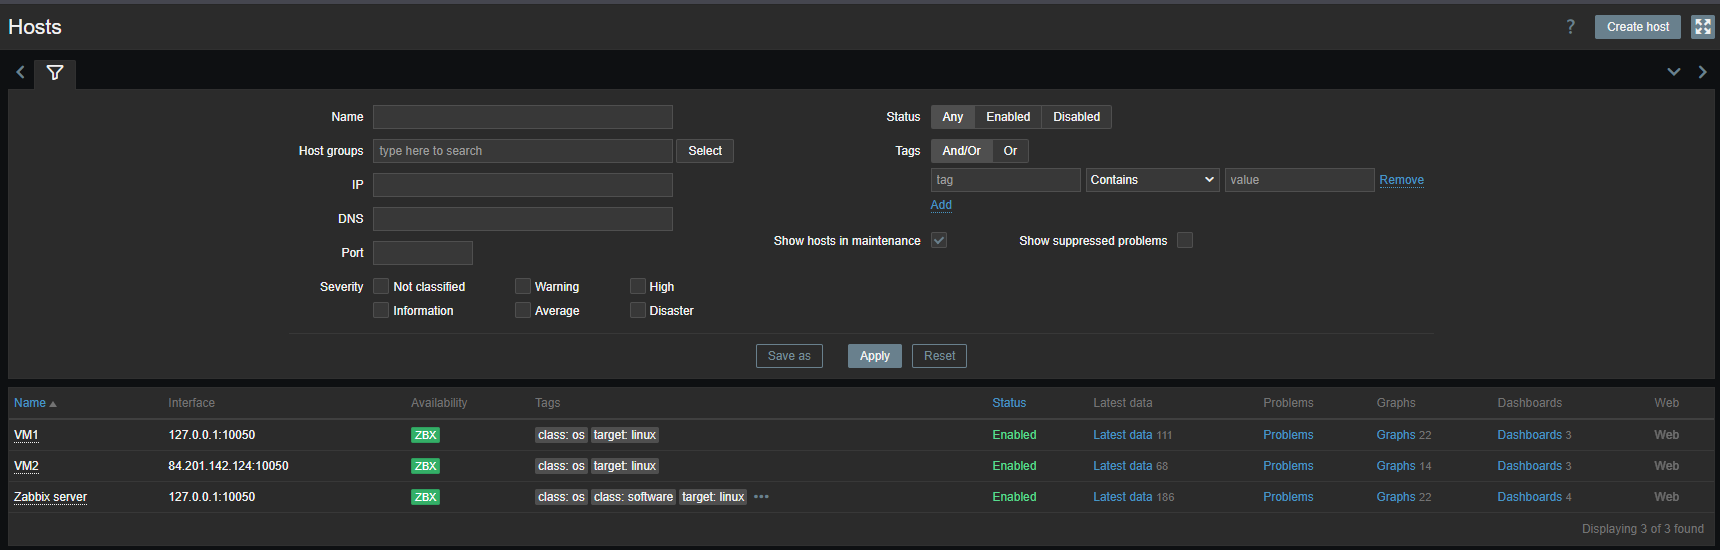 Hosts
? Create host
Name
Status Any Enabled Disabled
Host groups type here to search Select
Tags And/Or Or
IP
tag Contains value Remove
Add
DNS
Show hosts in maintenance Show suppressed problems
Port
Severity Not classified Warning High
Information Average Disaster
Save as Apply Reset
Name Interface Availability Tags Status Latest data Problems Graphs Dashboards Web
VM1 127.0.0.1:10050 ZBX class: os target: linux Enabled Latest data 111 Problems Graphs 22 Dashboards 3 Web
VM2 84.201.142.124:10050 ZBX class: os target: linux Enabled Latest data 68 Problems Graphs 14 Dashboards 3 Web
Zabbix server 127.0.0.1:10050 ZBX class: os class: software target: linux ••• Enabled Latest data 186 Problems Graphs 22 Dashboards 4 Web
Displaying 3 of 3 found